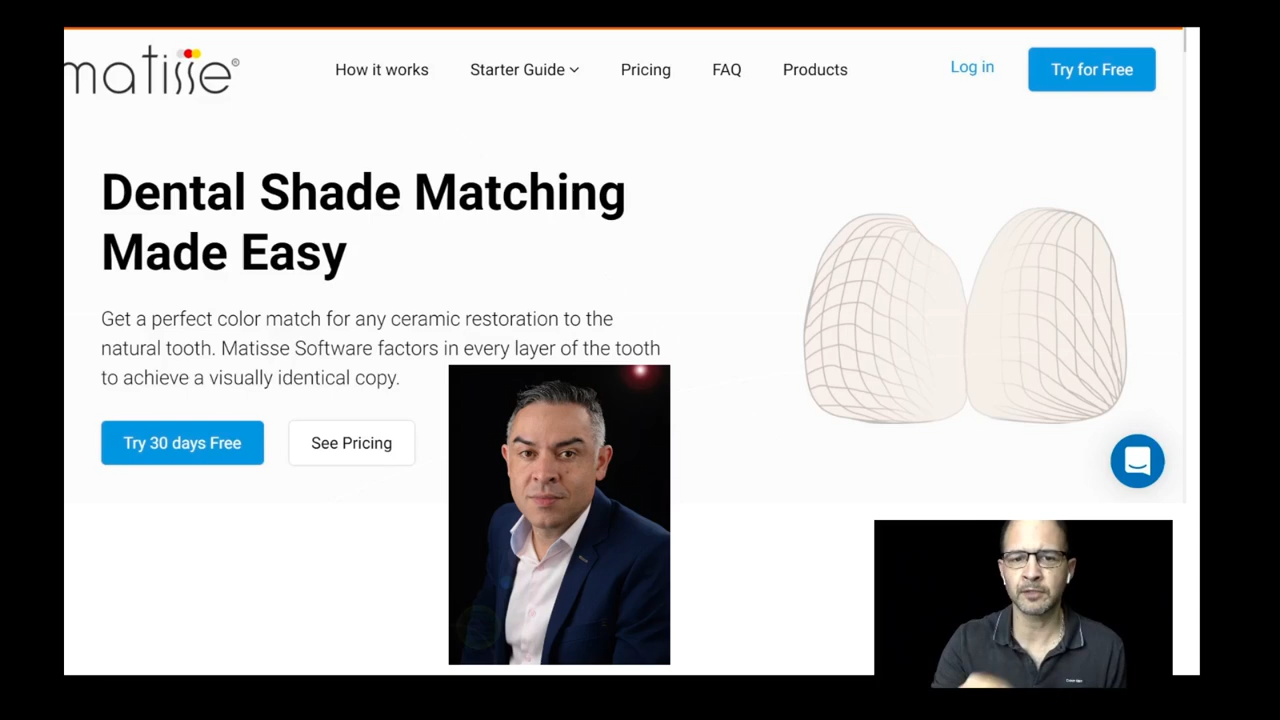 matisse®
How it works
Starter Guide
Pricing
FAQ
Products
Log in
Try for Free
Dental Shade Matching
Made Easy
Get a perfect color match for any ceramic restoration to the
natural tooth. Matisse Software factors in every layer of the tooth
to achieve a visually identical copy.
Try 30 days Free
See Pricing